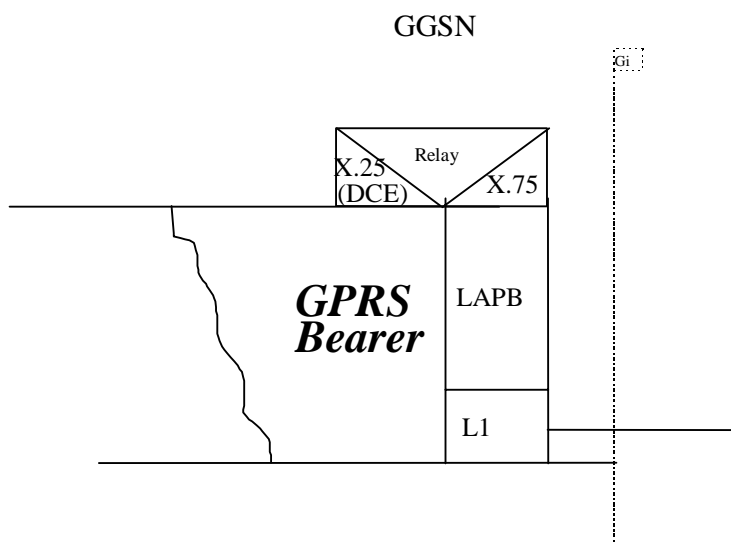 GGSN
Gi
Relay
X.25
(DCE)
X.75
GPRS
Bearer
LAPB
L1